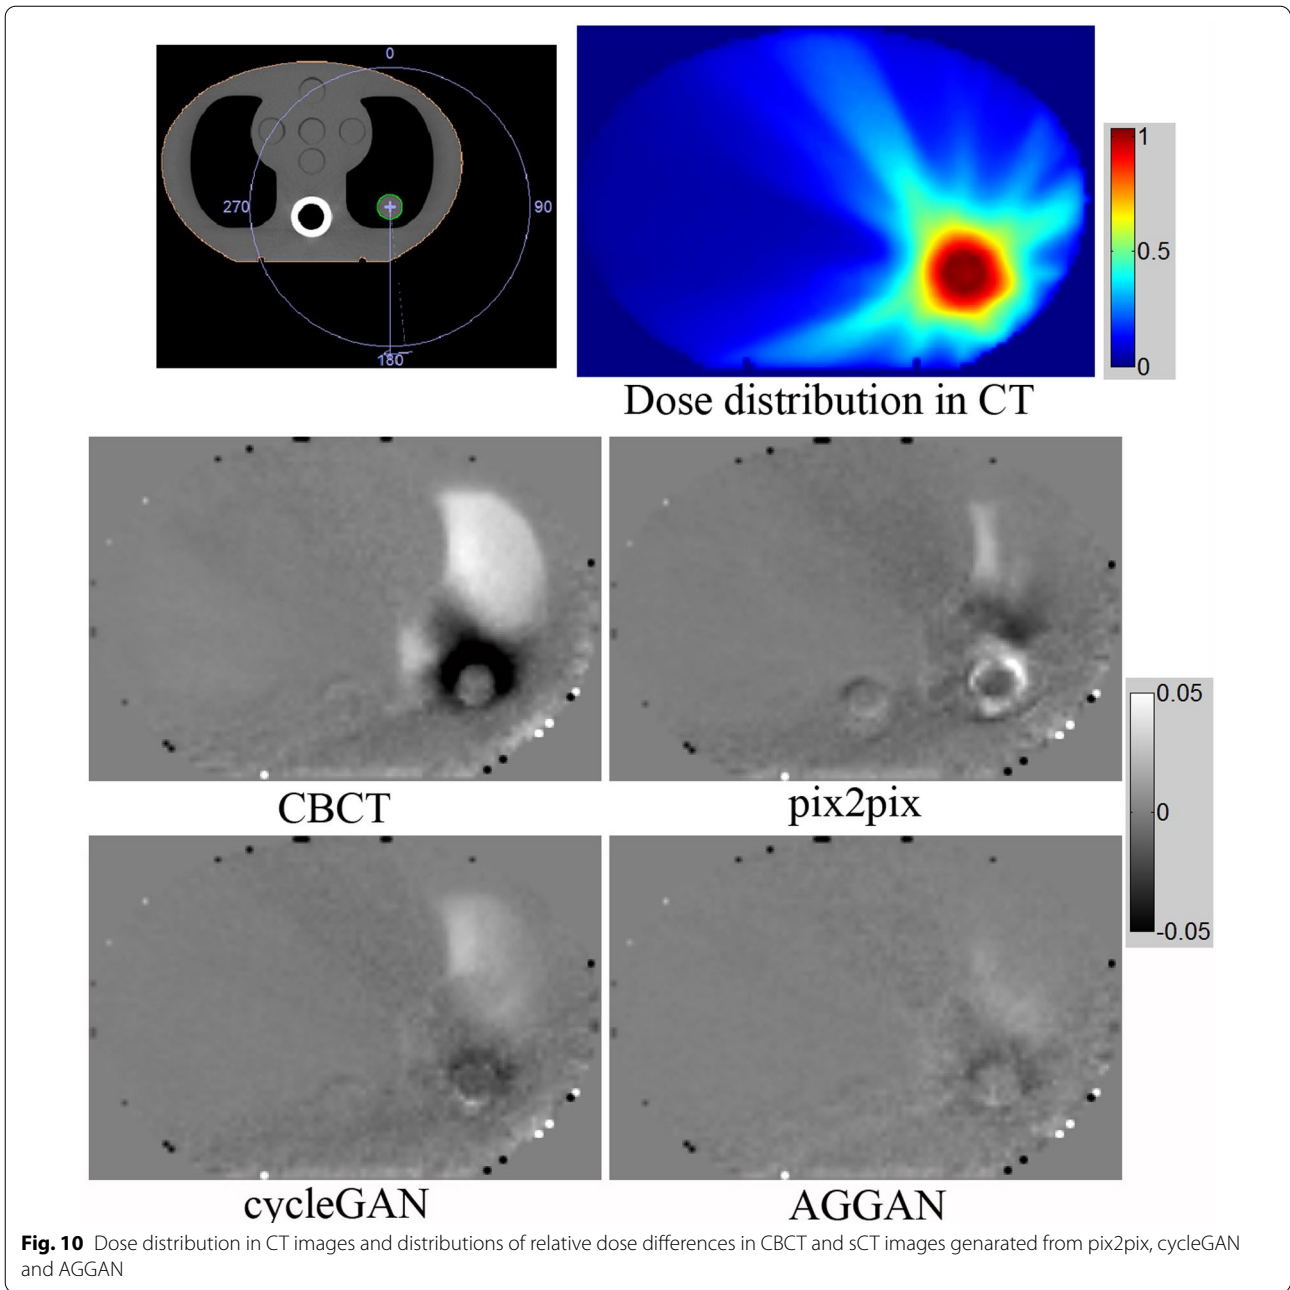 0
270
90
180
1
0.5
0
Dose distribution in CT
CBCT
pix2pix
0.05
0
-0.05
cycleGAN
AGGAN
Fig. 10 Dose distribution in CT images and distributions of relative dose differences in CBCT and sCT images genarated from pix2pix, cycleGAN
and AGGAN